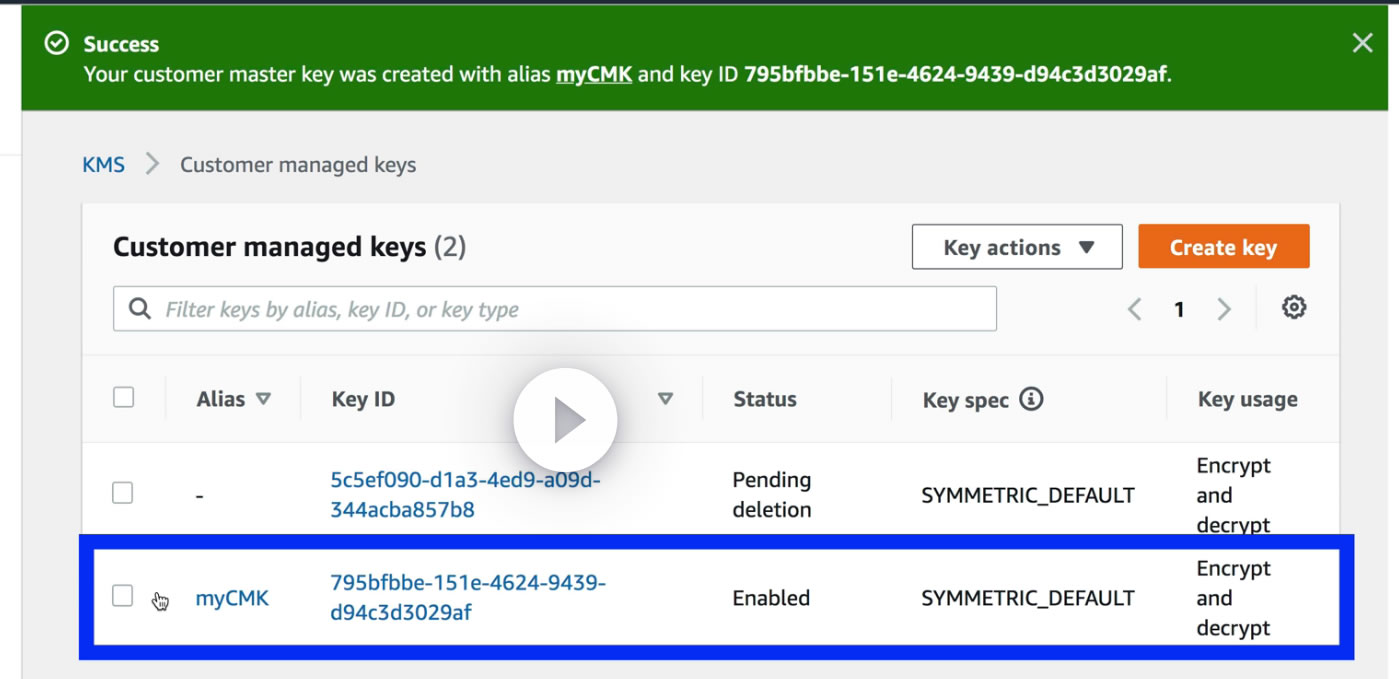 Success
Your customer master key was created with alias myCMK and key ID 795bfbbe-151e-4624-9439-d94c3d3029af.
KMS > Customer managed keys
Customer managed keys (2)
Key actions ▼
Create key
Filter keys by alias, key ID, or key type
1
Alias Key ID Status Key spec Key usage
- 5c5ef090-d1a3-4ed9-a09d- Pending SYMMETRIC_DEFAULT Encrypt
344acba857b8 deletion and
decrypt
myCMK 795bfbbe-151e-4624-9439- Enabled SYMMETRIC_DEFAULT Encrypt
d94c3d3029af and
decrypt